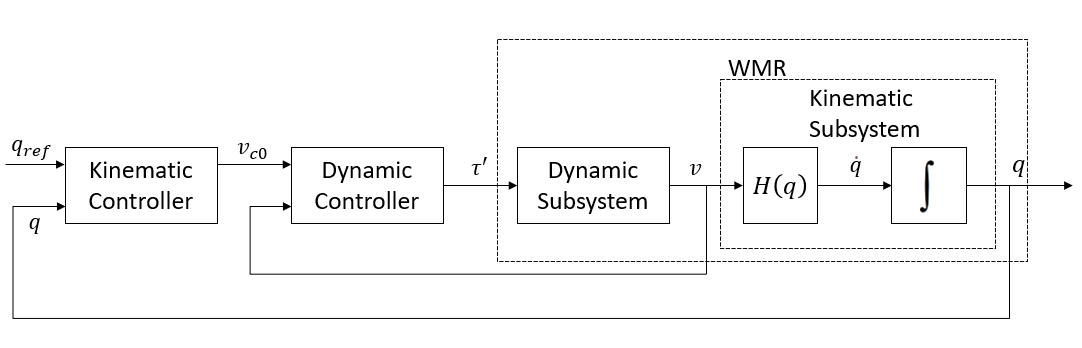 WMR
Kinematic
Subsystem
q_ref
Kinematic
Controller
v_c0
Dynamic
Controller
τ′
Dynamic
Subsystem
v
H(q)
q̇
∫
q
q